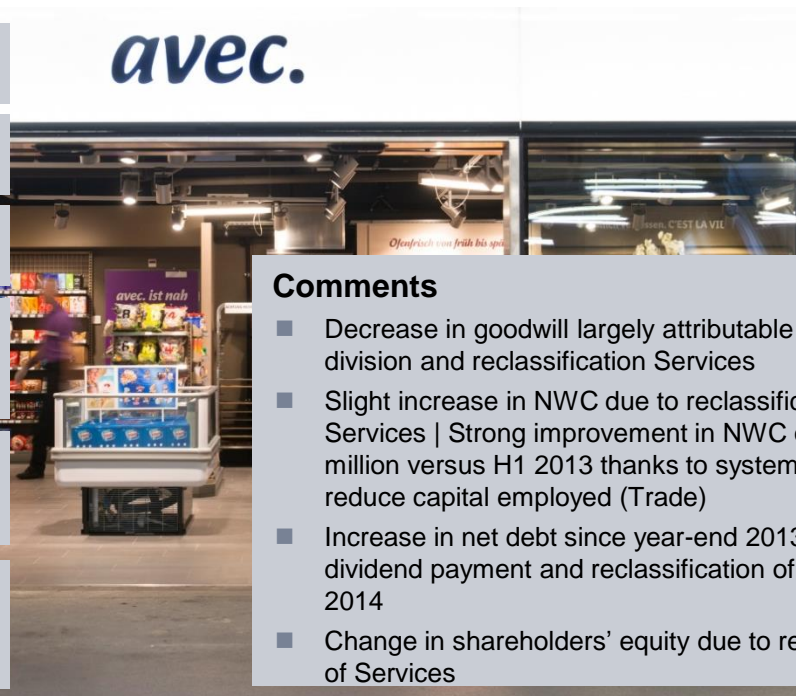 avec.
Ofenfrisch von früh bis spä
C'EST LA VIE
avec. ist nah
Comments
Decrease in goodwill largely attributable
division and reclassification Services
Slight increase in NWC due to reclassific
Services | Strong improvement in NWC
million versus H1 2013 thanks to system
reduce capital employed (Trade)
Increase in net debt since year-end 2013
dividend payment and reclassification of
2014
Change in shareholders' equity due to re
of Services